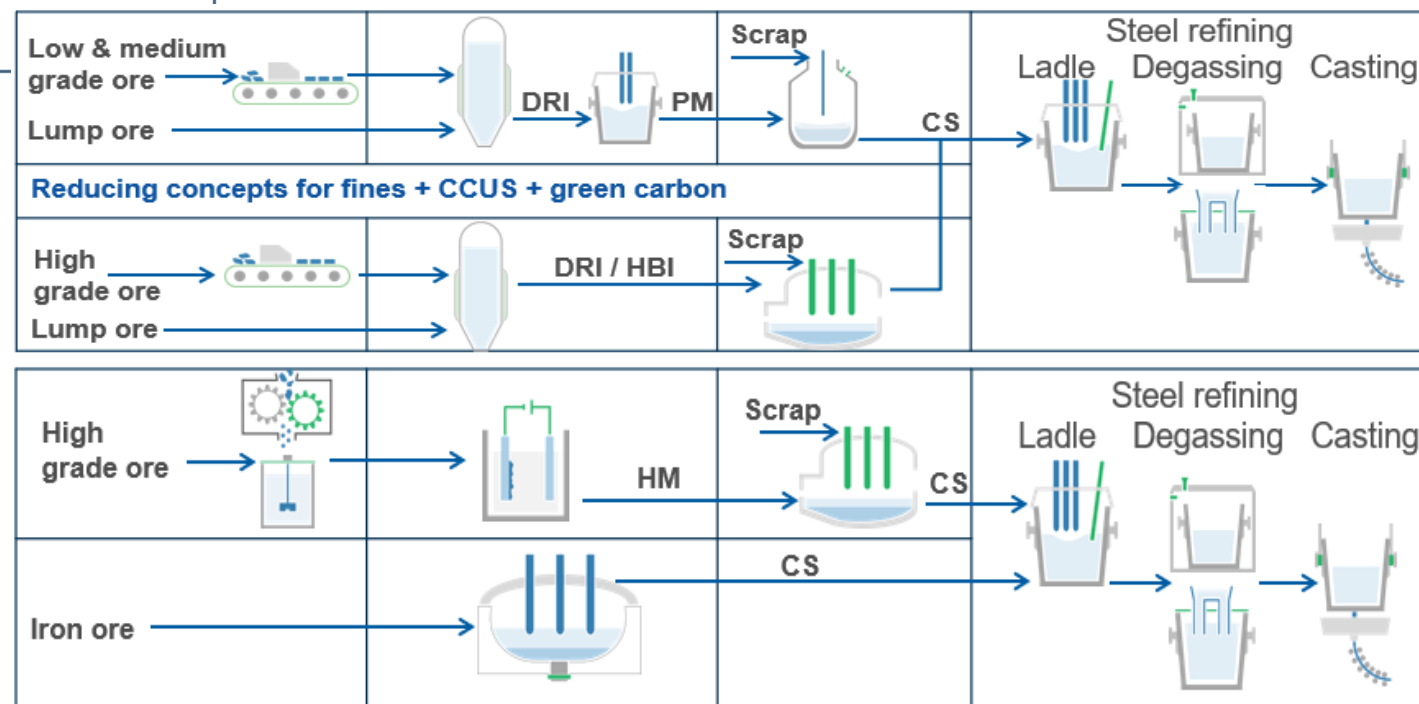 Low & medium
grade ore
Lump ore
DRI
PM
Scrap
CS
Steel refining
Ladle Degassing Casting
Reducing concepts for fines + CCUS + green carbon
High
grade ore
Lump ore
DRI / HBI
Scrap
High
grade ore
HM
Scrap
CS
Steel refining
Ladle Degassing Casting
Iron ore
CS